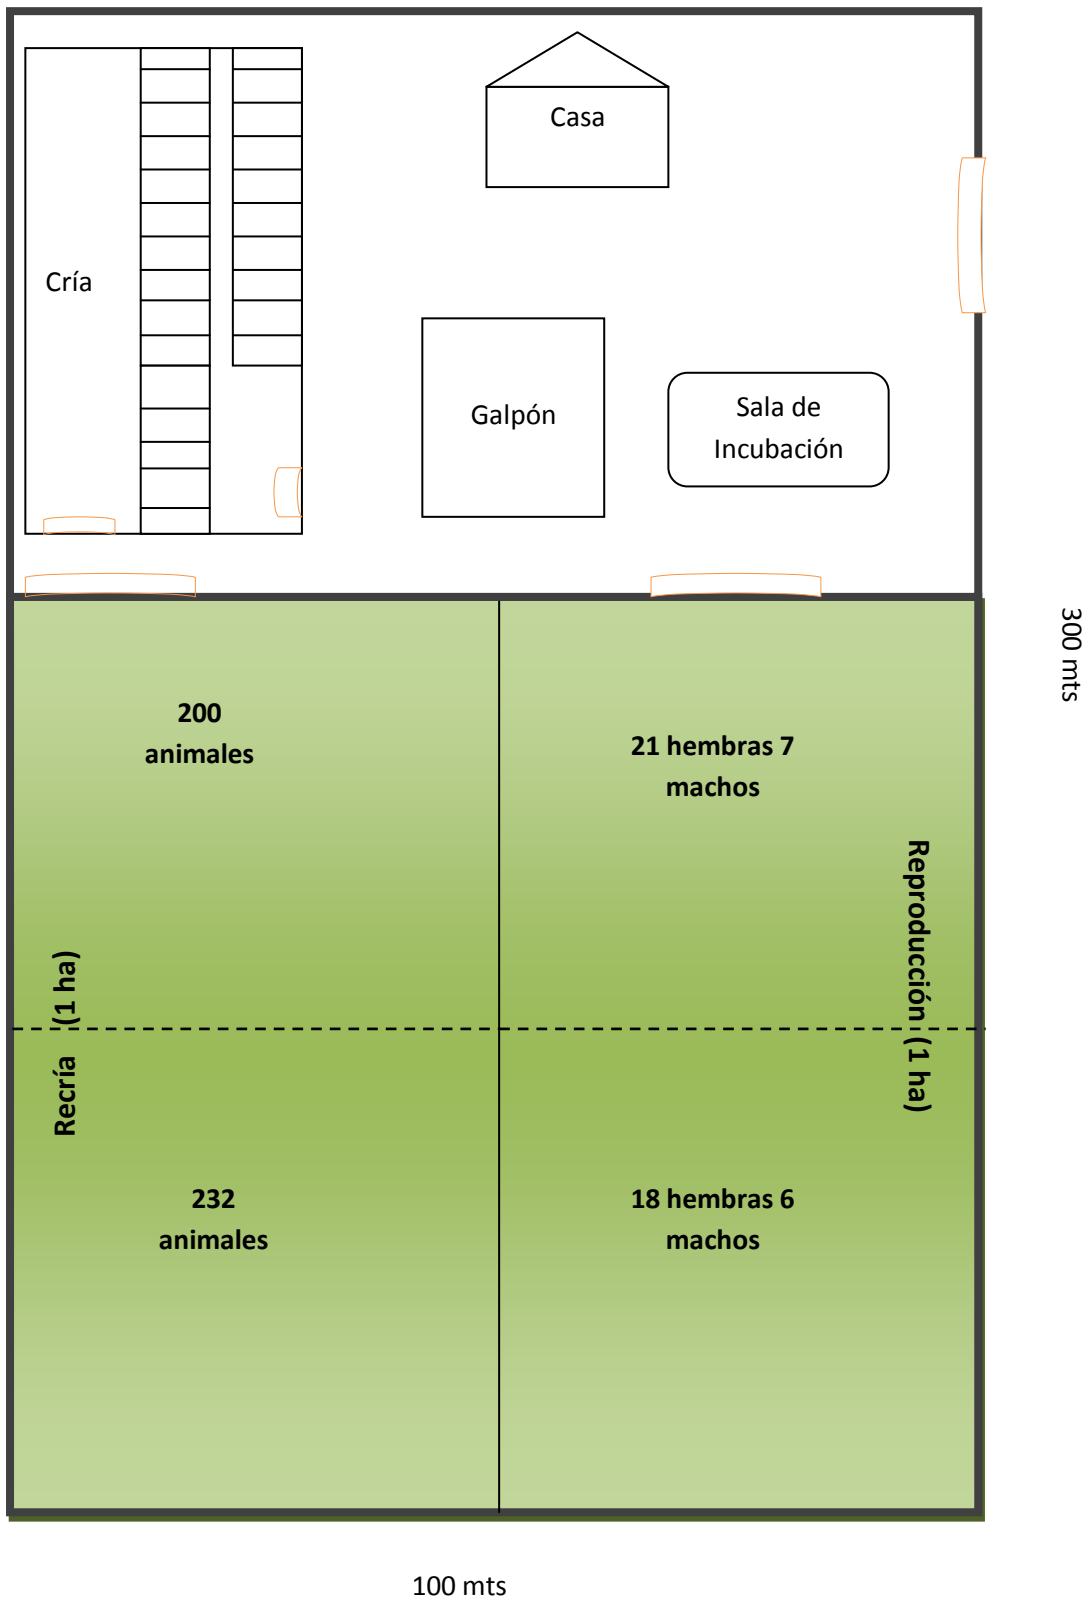 Casa
Cría
Galpón
Sala de
Incubación
300 mts
200
animales
21 hembras 7
machos
Recría (1 ha)
Reproducción (1 ha)
232
animales
18 hembras 6
machos
100 mts